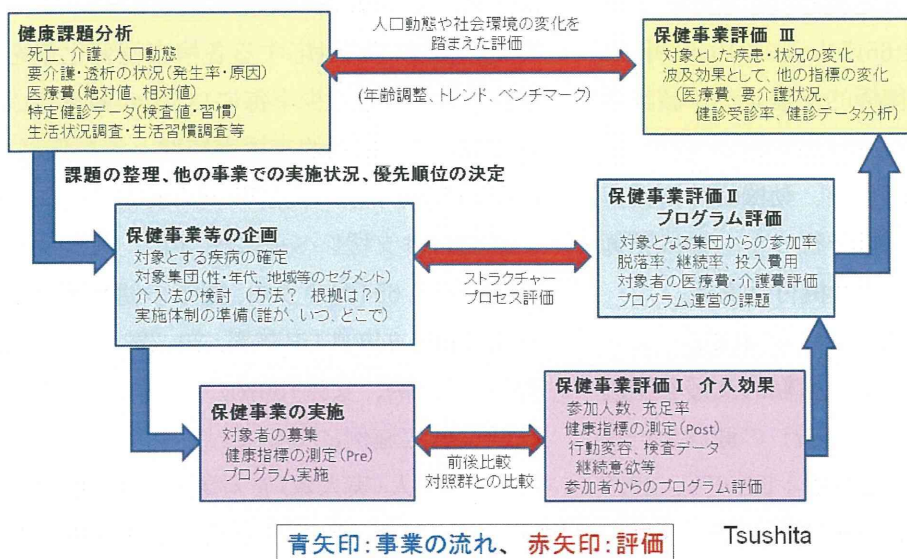 健康課題分析
死亡、介護、人口動態
要介護・透析の状況(発生率・原因)
医療費(絶対値、相対値)
特定健診データ(検査値・習慣)
生活状況調査・生活習慣調査等
人口動態や社会環境の変化を
踏まえた評価
(年齢調整、トレンド、ベンチマーク)
保健事業評価 Ⅲ
対象とした疾患・状況の変化
波及効果として、他の指標の変化
(医療費、要介護状況、
健診受診率、健診データ分析)
課題の整理、他の事業での実施状況、優先順位の決定
保健事業等の企画
対象とする疾病の確定
対象集団(性・年代、地域等のセグメント)
介入法の検討 (方法? 根拠は?)
実施体制の準備(誰が、いつ、どこで)
ストラクチャー
プロセス評価
保健事業評価Ⅱ
プログラム評価
対象となる集団からの参加率
脱落率、継続率、投入費用
対象者の医療費・介護費評価
プログラム運営の課題
保健事業の実施
対象者の募集
健康指標の測定(Pre)
プログラム実施
前後比較
対照群との比較
保健事業評価Ⅰ 介入効果
参加人数、充足率
健康指標の測定(Post)
行動変容、検査データ
継続意欲等
参加者からのプログラム評価
青矢印:事業の流れ、赤矢印:評価
Tsushita